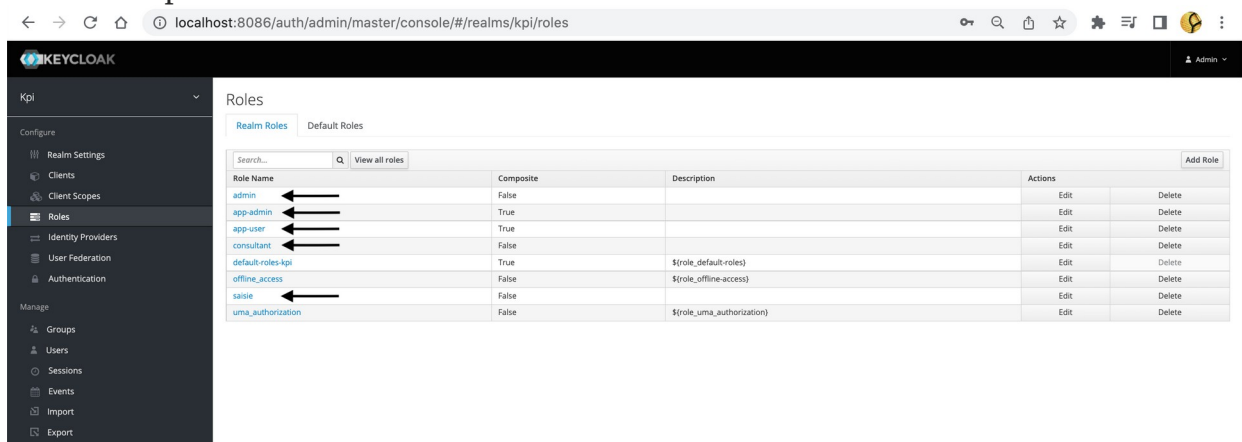 localhost:8086/auth/admin/master/console/#/realms/kpi/roles
KEYCLOAK
Admin
Kpi
Configure
Realm Settings
Clients
Client Scopes
Roles
Identity Providers
User Federation
Authentication
Manage
Groups
Users
Sessions
Events
Import
Export
Roles
Realm Roles Default Roles
Search... View all roles Add Role
Role Name Composite Description Actions
admin False Edit Delete
app-admin True Edit Delete
app-user True Edit Delete
consultant False Edit Delete
default-roles-kpi True ${role_default-roles} Edit Delete
offline_access False ${role_offline-access} Edit Delete
saisie False Edit Delete
uma_authorization False ${role_uma_authorization} Edit Delete